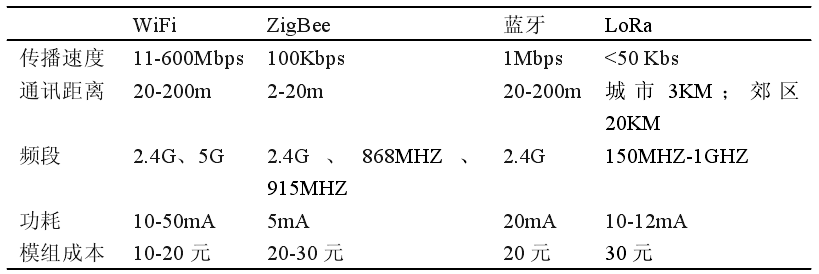 WiFi ZigBee 蓝牙 LoRa
传播速度 11-600Mbps 100Kbps 1Mbps <50 Kbs
通讯距离 20-200m 2-20m 20-200m 城市 3KM；郊区
20KM
频段 2.4G、5G 2.4G 、 868MHZ 、 2.4G 150MHZ-1GHZ
915MHZ
功耗 10-50mA 5mA 20mA 10-12mA
模组成本 10-20 元 20-30 元 20 元 30 元